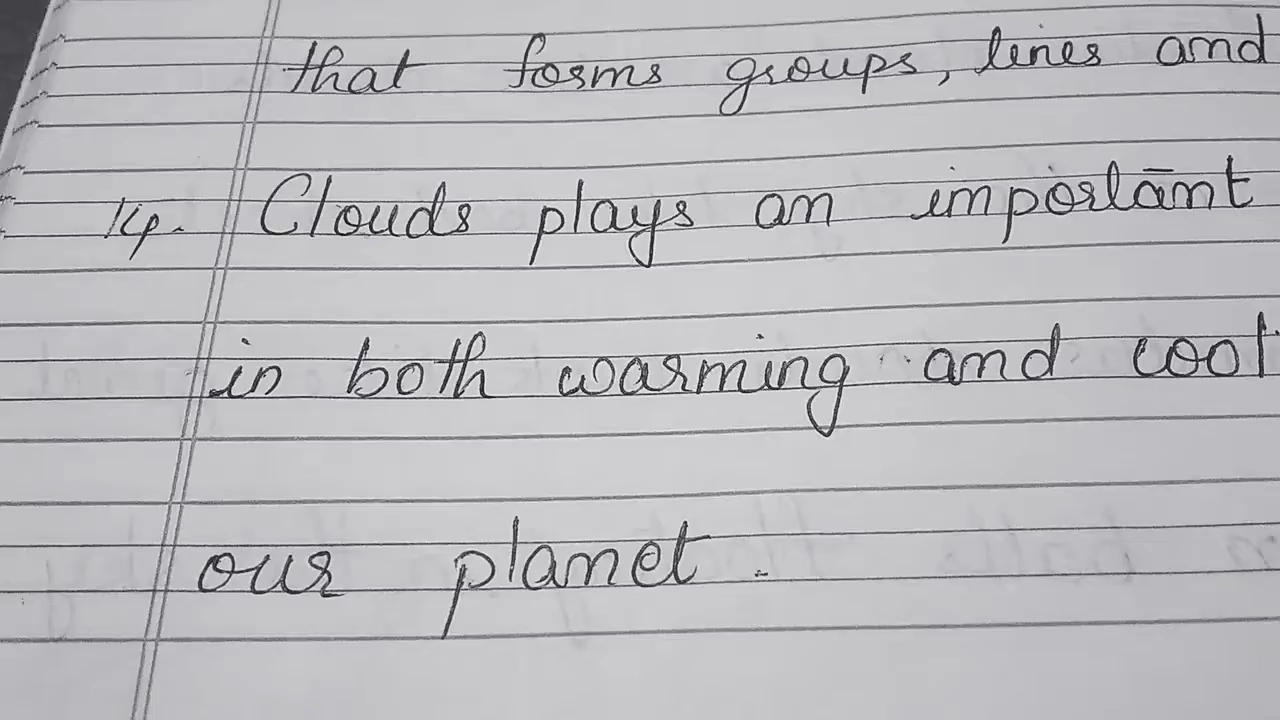 that forms groups, lines and
14. Clouds plays an important
in both warming and cool
our planet.